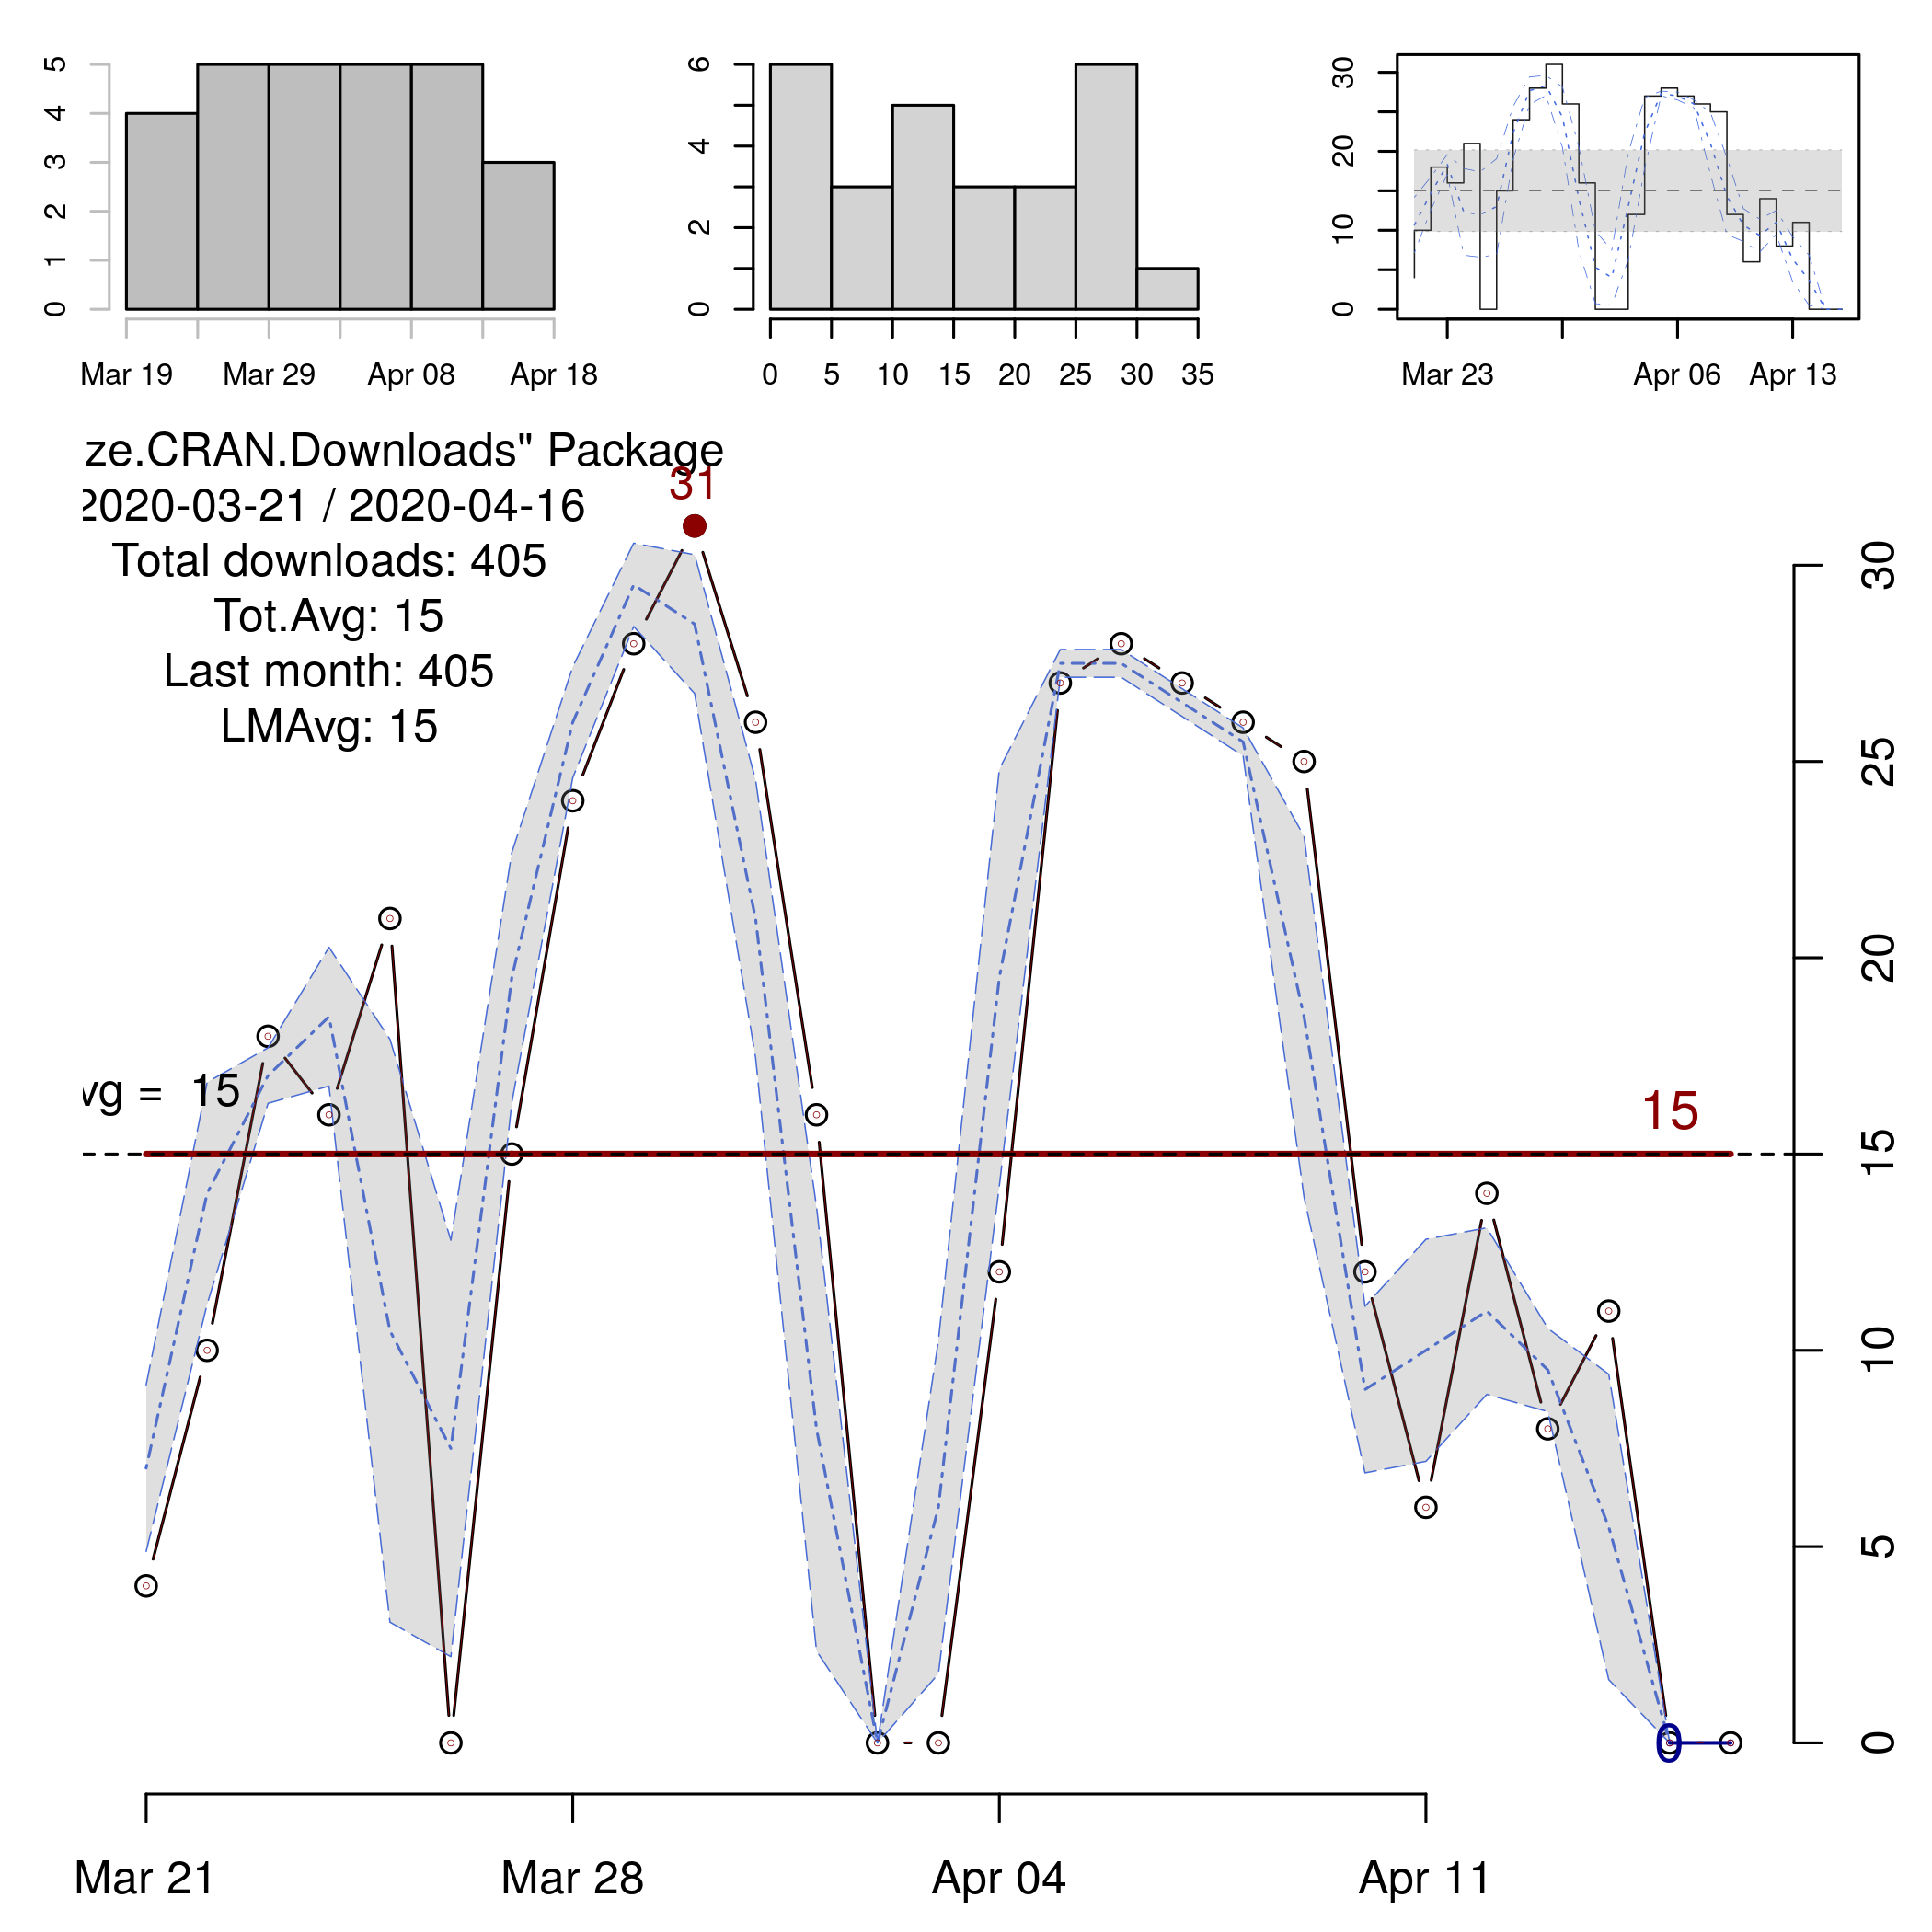 5
4
3
2
1
0
Mar 19 Mar 29 Apr 08 Apr 18
6
4
2
0
0 5 10 15 20 25 30 35
30
20
10
0
Mar 23 Apr 06 Apr 13
ze.CRAN.Downloads" Package
2020-03-21 / 2020-04-16
Total downloads: 405
Tot.Avg: 15
Last month: 405
LMAvg: 15
31
vg = 15
15
0
30
25
20
15
10
5
0
Mar 21 Mar 28 Apr 04 Apr 11